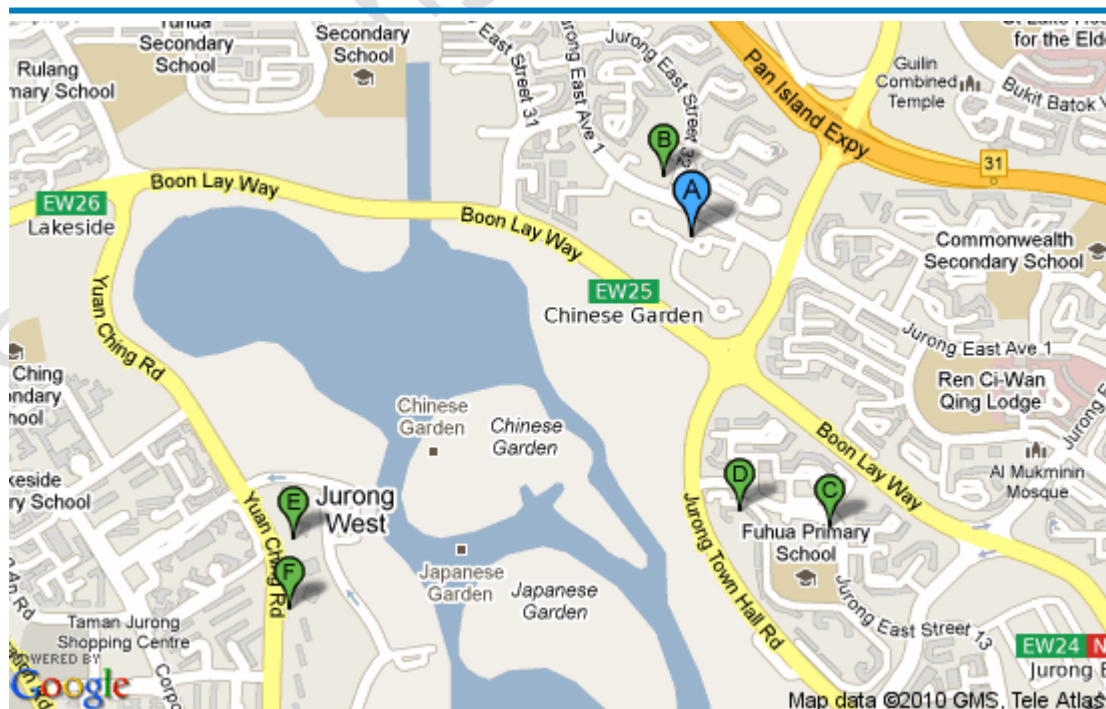 Yuhua
Secondary
School
Secondary
School
Rulang
mary School
East Street 31
Jurong East Ave 1
Jurong East Street 32
B
A
Pan Island Expy
for the Elde
Guilin
Combined
Temple
Bukit Batok
31
EW26
Lakeside
Boon Lay Way
Boon Lay Way
EW25
Chinese Garden
Commonwealth
Secondary School
Yuan Ching Rd
Jurong East Ave 1
Ren Ci-Wan
Qing Lodge
Ching
ondary
hool
Chinese
Garden
Chinese
Garden
Boon Lay Way
Al Mukminin
Mosque
keside
ry School
E
Jurong
West
D
C
Fuhua Primary
School
Yuan Ching Rd
F
Japanese
Garden
Japanese
Garden
Jurong Town Hall Rd
Jurong East Street 13
Taman Jurong
Shopping Centre
An Rd
Corpo
EW24 N
Jurong E
POWERED BY
Google
Map data ©2010 GMS, Tele Atlas